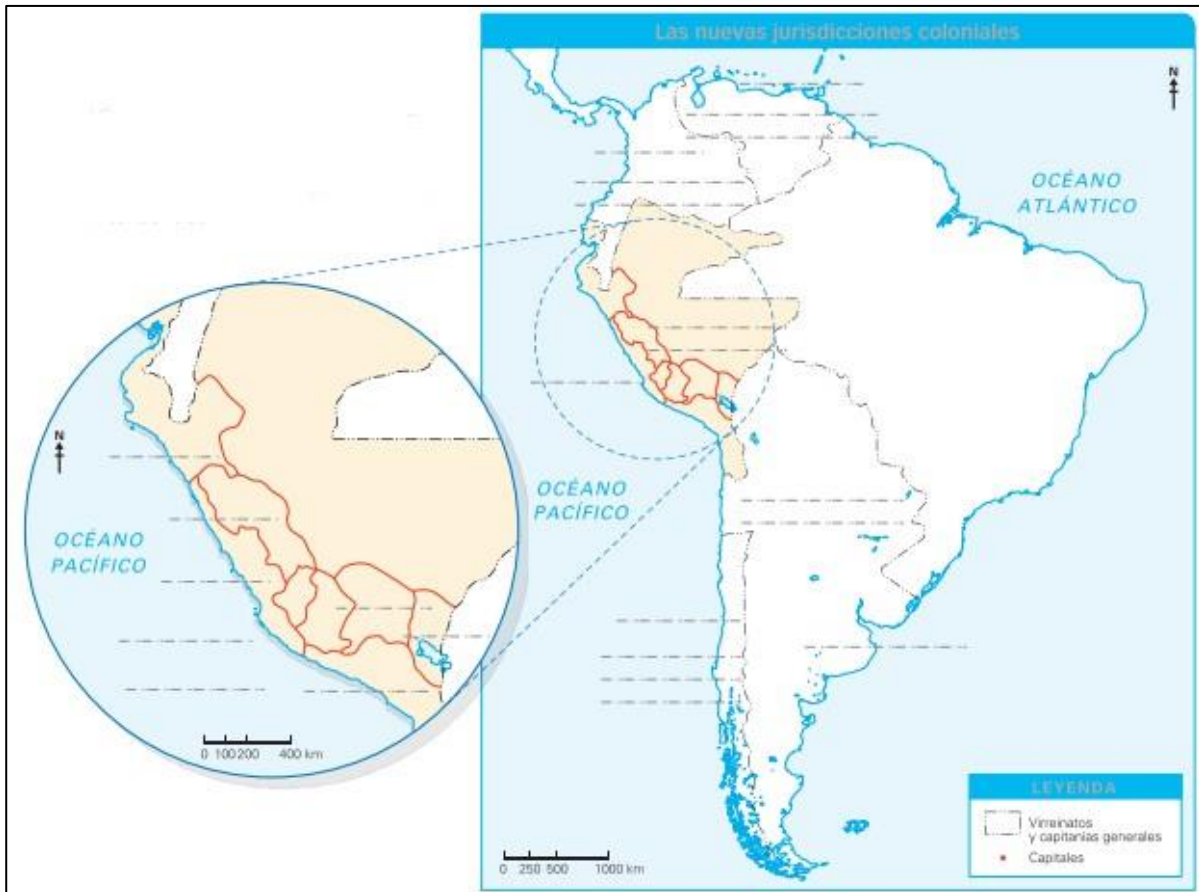 Las nuevas jurisdicciones coloniales
N
OCÉANO
ATLÁNTICO
N
OCÉANO
PACÍFICO
OCÉANO
PACÍFICO
0 100 200 400 km
0 250 500 1000 km
LEYENDA
Virreinatos
y capitanías generales
Capitales